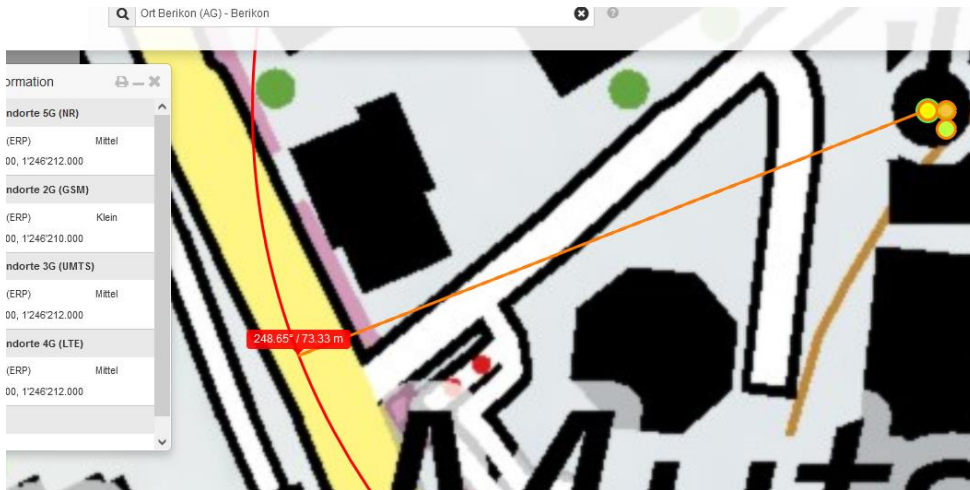 Ort Berikon (AG) - Berikon
ormation
ndorte 5G (NR)
(ERP) Mittel
00, 1'246'212.000
ndorte 2G (GSM)
(ERP) Klein
00, 1'246'210.000
ndorte 3G (UMTS)
(ERP) Mittel
00, 1'246'212.000
ndorte 4G (LTE)
(ERP) Mittel
00, 1'246'212.000
248.65° / 73.33 m